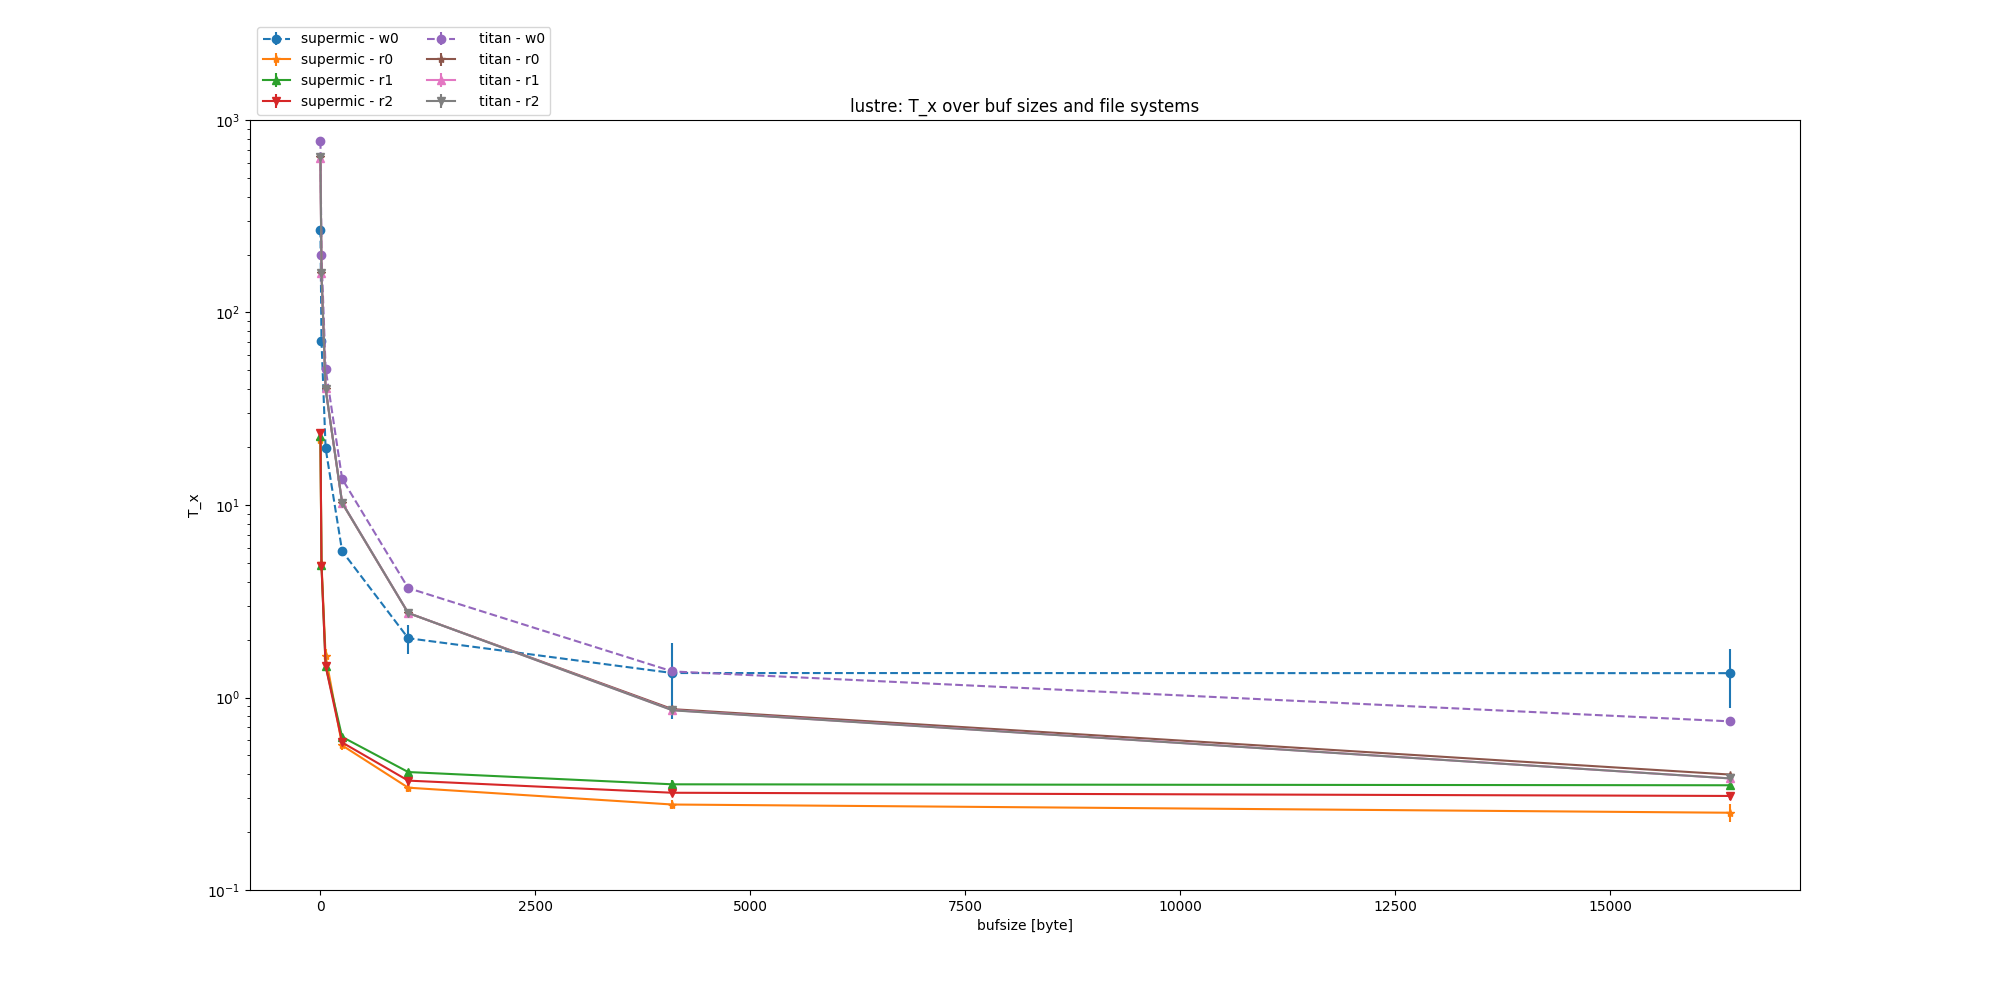 supermic - w0
supermic - r0
supermic - r1
supermic - r2
titan - w0
titan - r0
titan - r1
titan - r2
lustre: T_x over buf sizes and file systems
10³
10²
10¹
10⁰
10⁻¹
T_x
0 2500 5000 7500 10000 12500 15000
bufsize [byte]